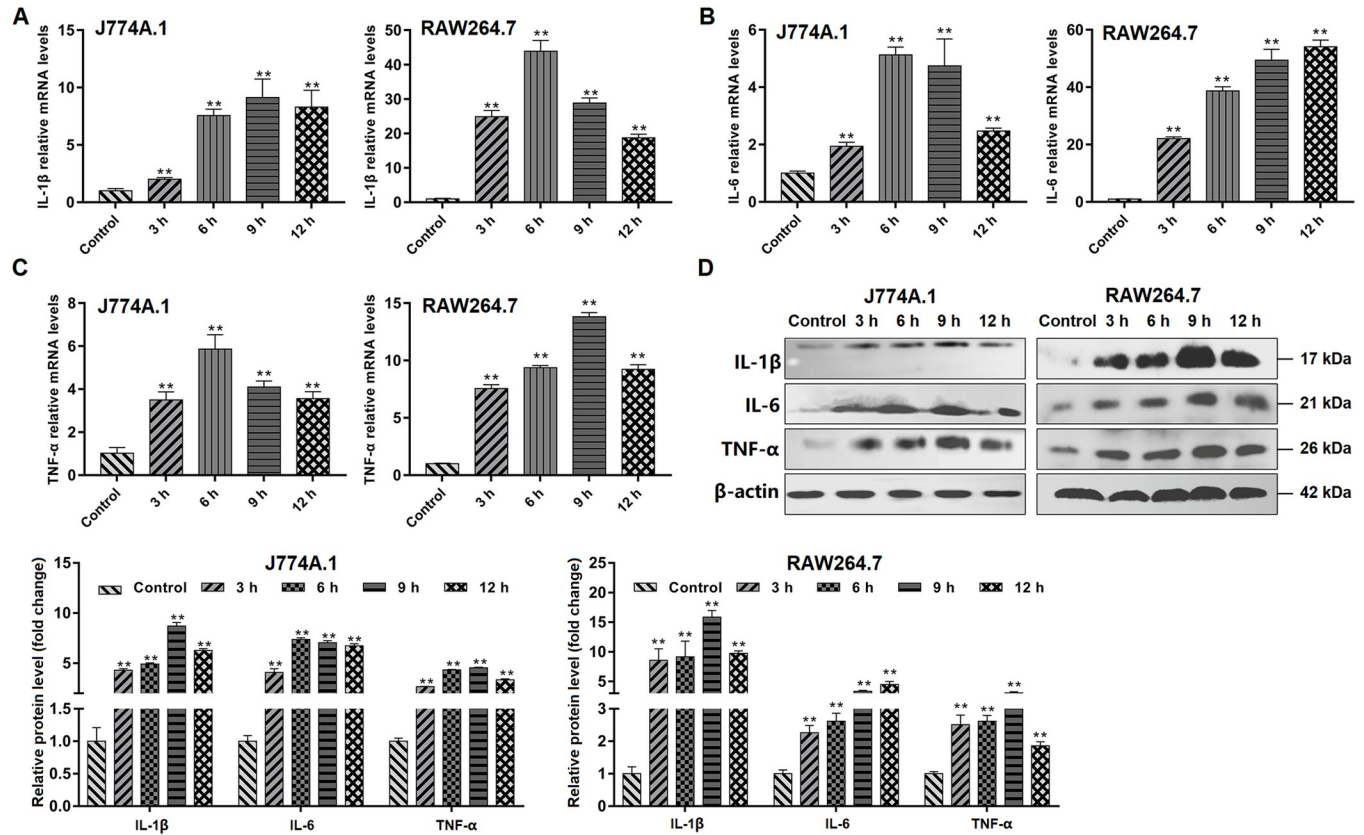 A
J774A.1
IL-1β relative mRNA levels
15
10
5
0
** ** ** **
Control 3 h 6 h 9 h 12 h
RAW264.7
IL-1β relative mRNA levels
50
40
30
20
10
0
** ** ** **
Control 3 h 6 h 9 h 12 h
B
J774A.1
IL-6 relative mRNA levels
6
4
2
0
** ** ** **
Control 3 h 6 h 9 h 12 h
RAW264.7
IL-6 relative mRNA levels
60
40
20
0
** ** ** **
Control 3 h 6 h 9 h 12 h
C
J774A.1
TNF-α relative mRNA levels
8
6
4
2
0
** ** ** **
Control 3 h 6 h 9 h 12 h
RAW264.7
TNF-α relative mRNA levels
15
10
5
0
** ** ** **
Control 3 h 6 h 9 h 12 h
D
J774A.1 RAW264.7
Control 3 h 6 h 9 h 12 h Control 3 h 6 h 9 h 12 h
IL-1β 17 kDa
IL-6 21 kDa
TNF-α 26 kDa
β-actin 42 kDa
J774A.1
Relative protein level (fold change)
Control 3 h 6 h 9 h 12 h
15
10
5
1.5
1.0
0.5
0.0
** ** ** ** ** ** ** ** ** ** ** **
IL-1β IL-6 TNF-α
RAW264.7
Relative protein level (fold change)
Control 3 h 6 h 9 h 12 h
25
20
15
10
5
3
2
1
0
** ** ** ** ** ** ** ** ** ** ** **
IL-1β IL-6 TNF-α